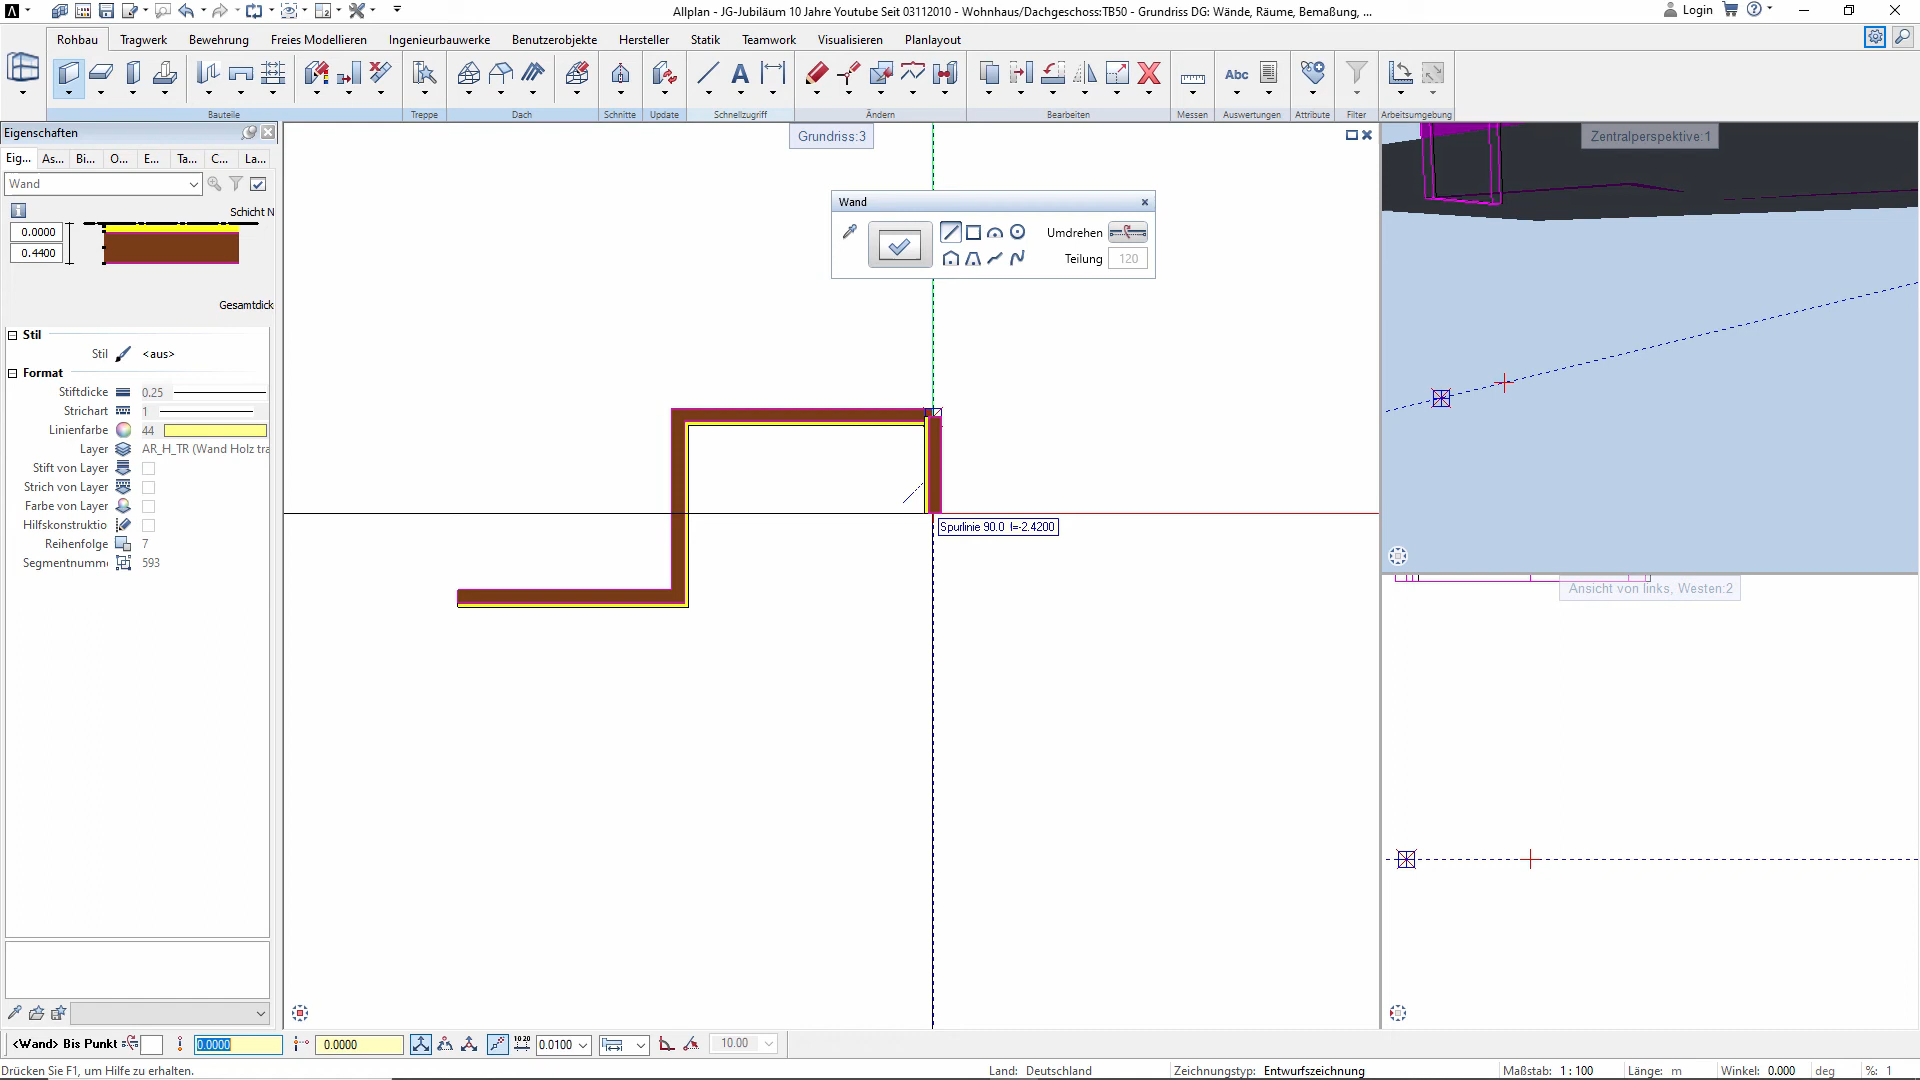 Allplan - JG-Jubiläum 10 Jahre Youtube Seit 03112010 - Wohnhaus/Dachgeschoss:TB50 - Grundriss DG: Wände, Räume, Bemaßung, ...
Login
Rohbau Tragwerk Bewehrung Freies Modellieren Ingenieurbauwerke Benutzerobjekte Hersteller Statik Teamwork Visualisieren Planlayout
Abc
Bauteile Treppe Dach Schnitte Update Schnellzugriff Ändern Bearbeiten Messen Auswertungen Attribute Filter Arbeitsumgebung
Eigenschaften
Eig... As... Bi... O... E... Ta... C... La...
Wand
Schicht N
0.0000
0.4400
Gesamtdick
Stil
Stil <aus>
Format
Stiftdicke 0.25
Strichart 1
Linienfarbe 44
Layer AR_H_TR (Wand Holz tra
Stift von Layer
Strich von Layer
Farbe von Layer
Hilfskonstruktio
Reihenfolge 7
Segmentnumm 593
Grundriss:3
Wand
Umdrehen
Teilung 120
Spurlinie 90.0 l=-2.4200
Zentralperspektive:1
Ansicht von links, Westen:2
<Wand> Bis Punkt 0.0000 0.0000 10 20 0.0100 10.00
Drücken Sie F1, um Hilfe zu erhalten. Land: Deutschland Zeichnungstyp: Entwurfszeichnung Maßstab: 1 : 100 Länge: m Winkel: 0.000 deg %: 1